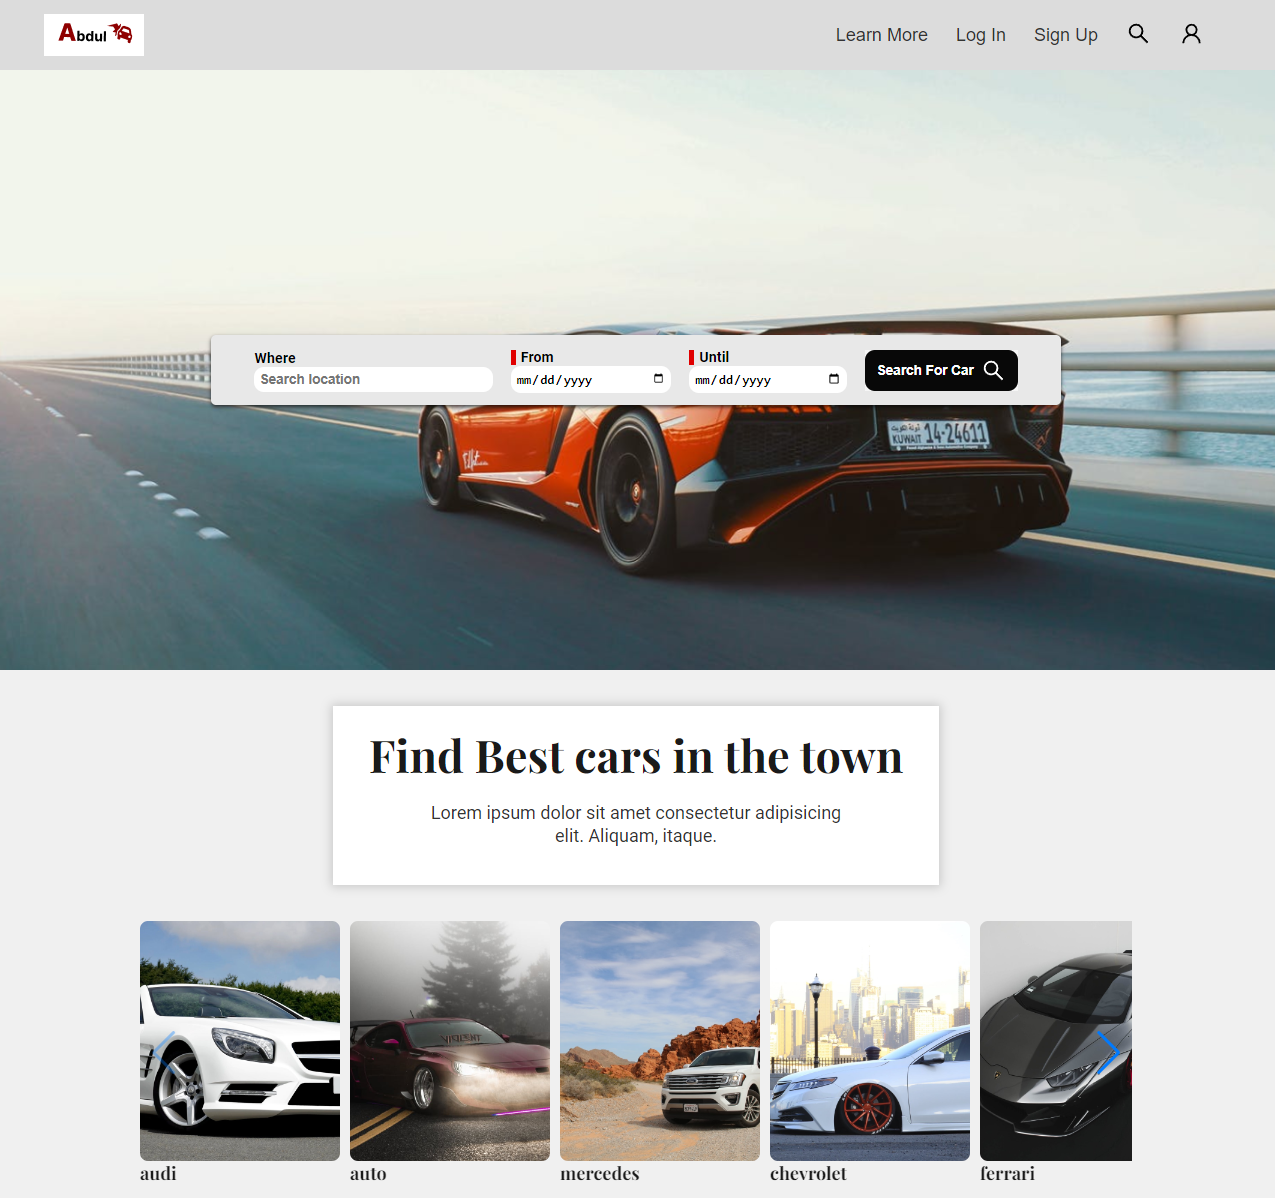 Abdul
Learn More
Log In
Sign Up
Where
Search location
From
mm/dd/yyyy
Until
mm/dd/yyyy
Search For Car
KUWAIT 14-24611
Find Best cars in the town
Lorem ipsum dolor sit amet consectetur adipisicing
elit. Aliquam, itaque.
audi
auto
mercedes
chevrolet
ferrari